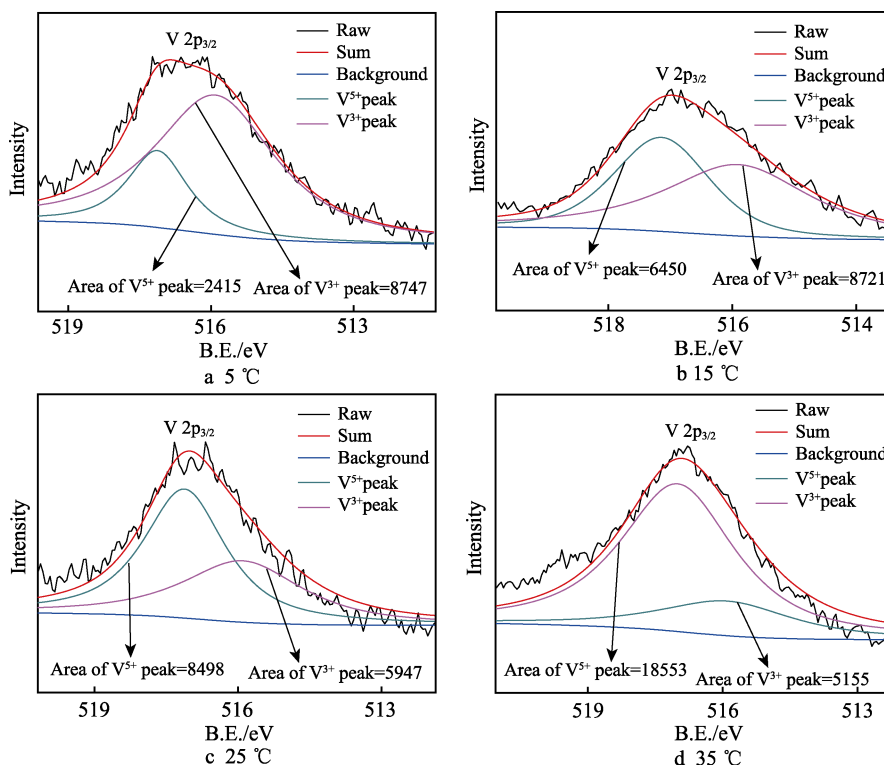 Intensity
V 2p3/2
Raw
Sum
Background
V5+peak
V3+peak
Area of V5+ peak=2415
Area of V3+ peak=8747
519 516 513
B.E./eV
a 5 ℃
Intensity
V 2p3/2
Raw
Sum
Background
V5+peak
V3+peak
Area of V5+ peak=6450
Area of V3+ peak=8721
518 516 514
B.E./eV
b 15 ℃
Intensity
V 2p3/2
Raw
Sum
Background
V5+peak
V3+peak
Area of V5+ peak=8498
Area of V3+ peak=5947
519 516 513
B.E./eV
c 25 ℃
Intensity
V 2p3/2
Raw
Sum
Background
V5+peak
V3+peak
Area of V5+ peak=18553
Area of V3+ peak=5155
519 516 513
B.E./eV
d 35 ℃